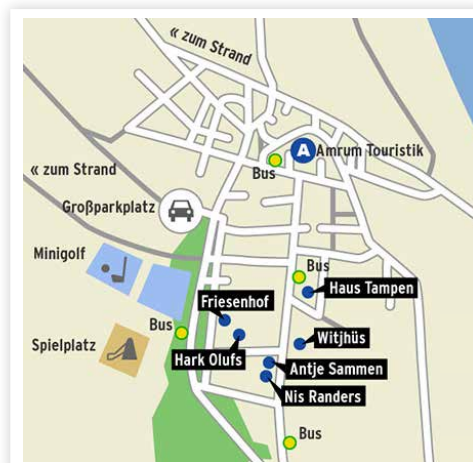 « zum Strand
A Amrum Touristik
Bus
« zum Strand
Großparkplatz
Minigolf
Bus
Haus Tampen
Friesenhof
Bus
Witjhüs
Spielplatz
Hark Olufs
Antje Sammen
Nis Randers
Bus